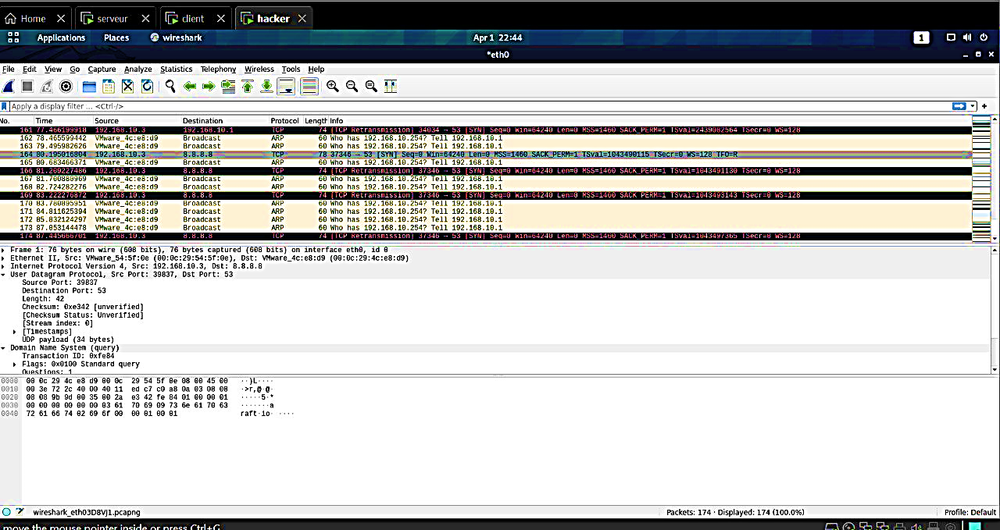 Home serveur client hacker
Applications Places wireshark Apr 1 22:44 1
*eth0
File Edit View Go Capture Analyze Statistics Telephony Wireless Tools Help
Apply a display filter ... <Ctrl-/> +
No. Time Source Destination Protocol Length Info
161 77.466199918 192.168.10.3 192.168.10.1 TCP 74 [TCP Retransmission] 34034 → 53 [SYN] Seq=0 Win=64240 Len=0 MSS=1460 SACK_PERM=1 TSval=2439082564 TSecr=0 WS=128
162 78.465599442 VMware_4c:e8:d9 Broadcast ARP 60 Who has 192.168.10.254? Tell 192.168.10.1
163 79.495982626 VMware_4c:e8:d9 Broadcast ARP 60 Who has 192.168.10.254? Tell 192.168.10.1
164 80.195016804 192.168.10.3 8.8.8.8 TCP 78 37346 → 53 [SYN] Seq=0 Win=64240 Len=0 MSS=1460 SACK_PERM=1 TSval=1043490115 TSecr=0 WS=128 TFO=R
165 80.683466371 VMware_4c:e8:d9 Broadcast ARP 60 Who has 192.168.10.254? Tell 192.168.10.1
166 81.209227486 192.168.10.3 8.8.8.8 TCP 74 [TCP Retransmission] 37346 → 53 [SYN] Seq=0 Win=64240 Len=0 MSS=1460 SACK_PERM=1 TSval=1043491130 TSecr=0 WS=128
167 81.700880969 VMware_4c:e8:d9 Broadcast ARP 60 Who has 192.168.10.254? Tell 192.168.10.1
168 82.724282276 VMware_4c:e8:d9 Broadcast ARP 60 Who has 192.168.10.254? Tell 192.168.10.1
169 83.222276872 192.168.10.3 8.8.8.8 TCP 74 [TCP Retransmission] 37346 → 53 [SYN] Seq=0 Win=64240 Len=0 MSS=1460 SACK_PERM=1 TSval=1043493143 TSecr=0 WS=128
170 83.780895951 VMware_4c:e8:d9 Broadcast ARP 60 Who has 192.168.10.254? Tell 192.168.10.1
171 84.811625394 VMware_4c:e8:d9 Broadcast ARP 60 Who has 192.168.10.254? Tell 192.168.10.1
172 85.832124297 VMware_4c:e8:d9 Broadcast ARP 60 Who has 192.168.10.254? Tell 192.168.10.1
173 87.053144478 VMware_4c:e8:d9 Broadcast ARP 60 Who has 192.168.10.254? Tell 192.168.10.1
174 87.445666701 192.168.10.3 8.8.8.8 TCP 74 [TCP Retransmission] 37346 → 53 [SYN] Seq=0 Win=64240 Len=0 MSS=1460 SACK_PERM=1 TSval=1043497365 TSecr=0 WS=128
Frame 1: 76 bytes on wire (608 bits), 76 bytes captured (608 bits) on interface eth0, id 0
Ethernet II, Src: VMware_54:5f:0e (00:0c:29:54:5f:0e), Dst: VMware_4c:e8:d9 (00:0c:29:4c:e8:d9)
Internet Protocol Version 4, Src: 192.168.10.3, Dst: 8.8.8.8
User Datagram Protocol, Src Port: 39837, Dst Port: 53
Source Port: 39837
Destination Port: 53
Length: 42
Checksum: 0xe342 [unverified]
[Checksum Status: Unverified]
[Stream index: 0]
[Timestamps]
UDP payload (34 bytes)
Domain Name System (query)
Transaction ID: 0xfe84
Flags: 0x0100 Standard query
Questions: 1
0000 00 0c 29 4c e8 d9 00 0c 29 54 5f 0e 08 00 45 00 ··)L····
0010 00 3e 72 2c 40 00 40 11 ed c7 c0 a8 0a 03 08 08 ·>r,@·@·
0020 08 08 9b 9d 00 35 00 2a e3 42 fe 84 01 00 00 01 ·····5·*
0030 00 00 00 00 00 00 03 61 70 69 09 73 6e 61 70 63 ·······a
0040 72 61 66 74 02 69 6f 00 00 01 00 01 raft·io· ····
wireshark_eth03D8VJ1.pcapng Packets: 174 · Displayed: 174 (100.0%) Profile: Default
move the mouse pointer inside or press Ctrl+G